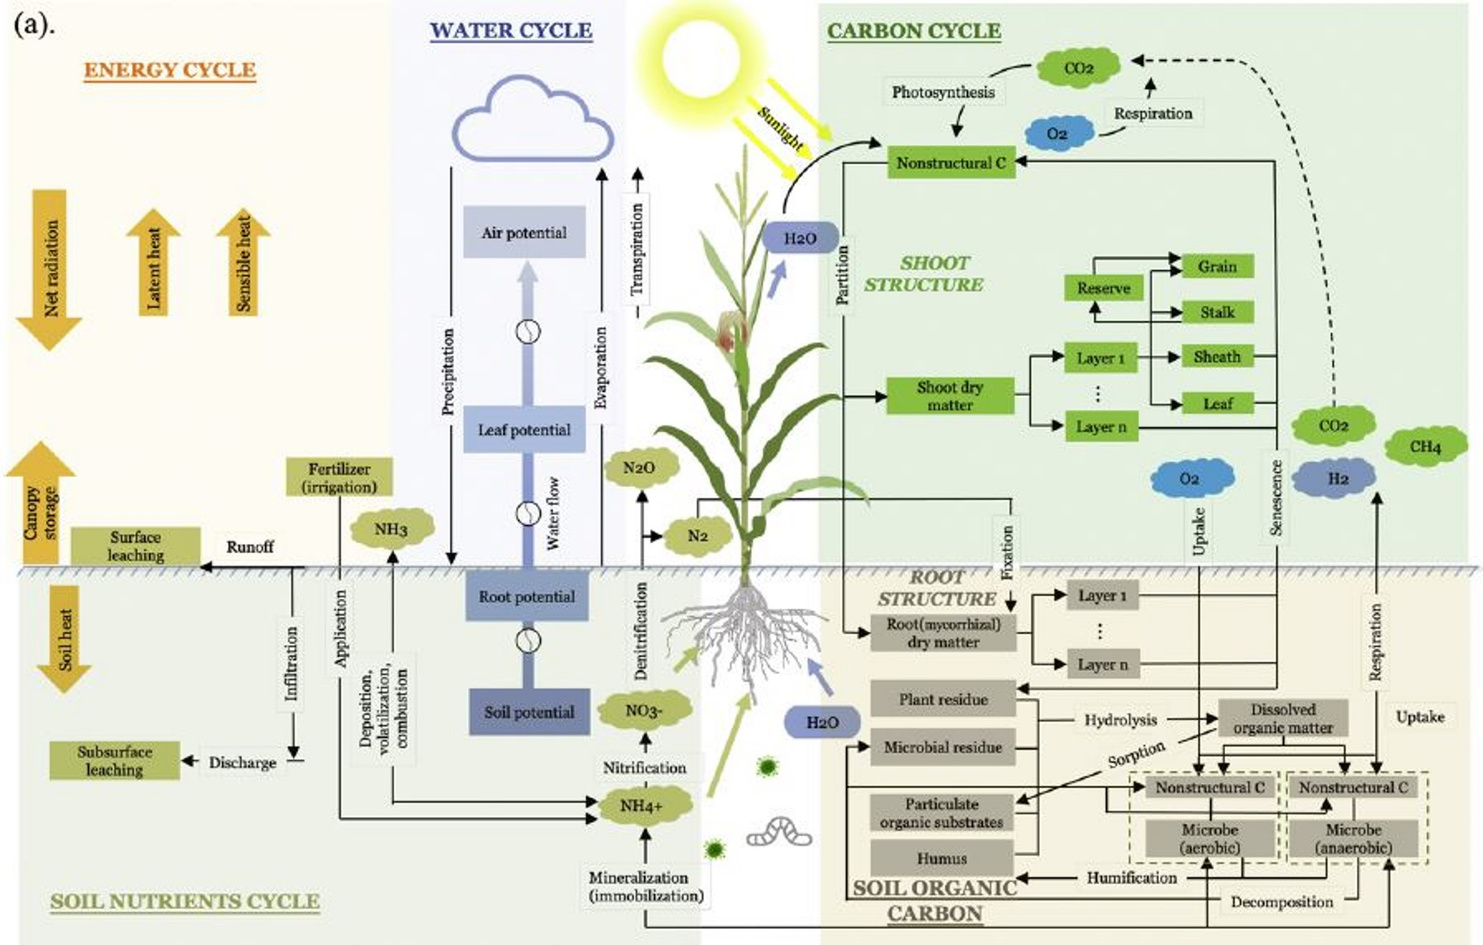 (a).
ENERGY CYCLE
WATER CYCLE
CARBON CYCLE
Sunlight
CO2
Photosynthesis
O2
Respiration
Nonstructural C
Net radiation
Latent heat
Sensible heat
Air potential
Transpiration
H2O
Partition
SHOOT
STRUCTURE
Reserve
Grain
Stalk
Precipitation
Evaporation
Layer 1
Sheath
Shoot dry
matter
⋮
Leaf
Layer n
Leaf potential
CO2
CH4
Canopy
storage
Fertilizer
(irrigation)
N2O
O2
H2
Water flow
Senescence
Surface
leaching
Runoff
NH3
N2
Uptake
Fixation
Soil heat
Infiltration
Application
Deposition,
volatilization,
combustion
Root potential
Denitrification
ROOT
STRUCTURE
Layer 1
Root(mycorrhizal)
dry matter
⋮
Layer n
Respiration
Soil potential
NO3-
H2O
Plant residue
Hydrolysis
Dissolved
organic matter
Uptake
Microbial residue
Sorption
Subsurface
leaching
Discharge
Nitrification
NH4+
Particulate
organic substrates
Nonstructural C
Nonstructural C
Microbe
(aerobic)
Microbe
(anaerobic)
Humus
Humification
Mineralization
(immobilization)
SOIL ORGANIC
CARBON
Decomposition
SOIL NUTRIENTS CYCLE